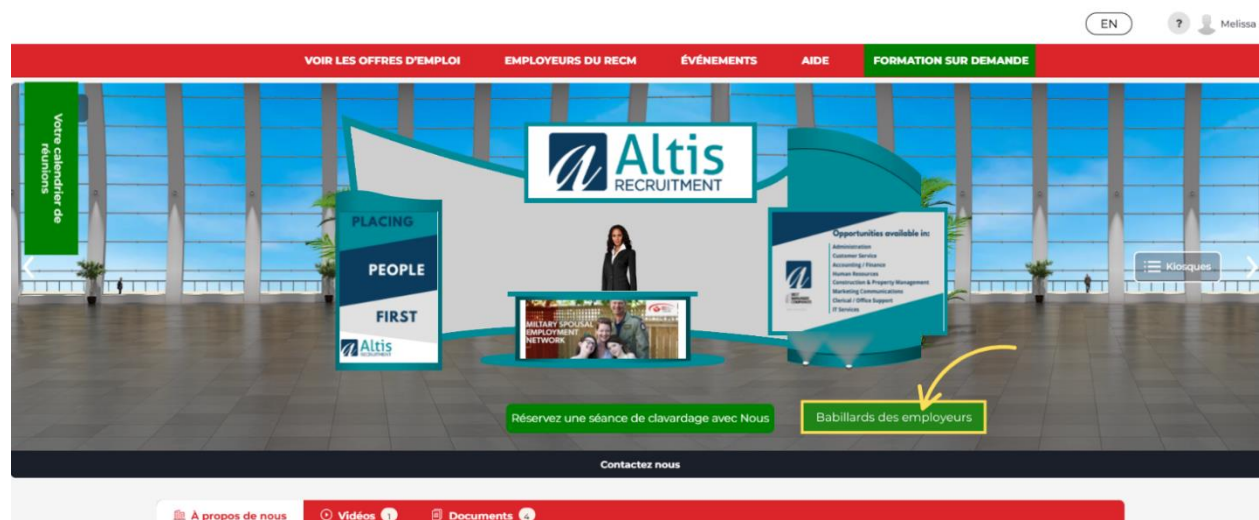 EN
?
Melissa
VOIR LES OFFRES D'EMPLOI
EMPLOYEURS DU RECM
ÉVÉNEMENTS
AIDE
FORMATION SUR DEMANDE
Votre calendrier de
réunions
Altis
RECRUITMENT
PLACING
PEOPLE
FIRST
Altis
RECRUITMENT
MILITARY SPOUSAL
EMPLOYMENT
NETWORK
Opportunities available in:
Administration
Customer Service
Accounting / Finance
Human Resources
Construction & Property Management
Marketing Communications
Clerical / Office Support
IT Services
Kiosques
Réservez une séance de clavardage avec Nous
Babillards des employeurs
Contactez nous
À propos de nous
Vidéos 1
Documents 4